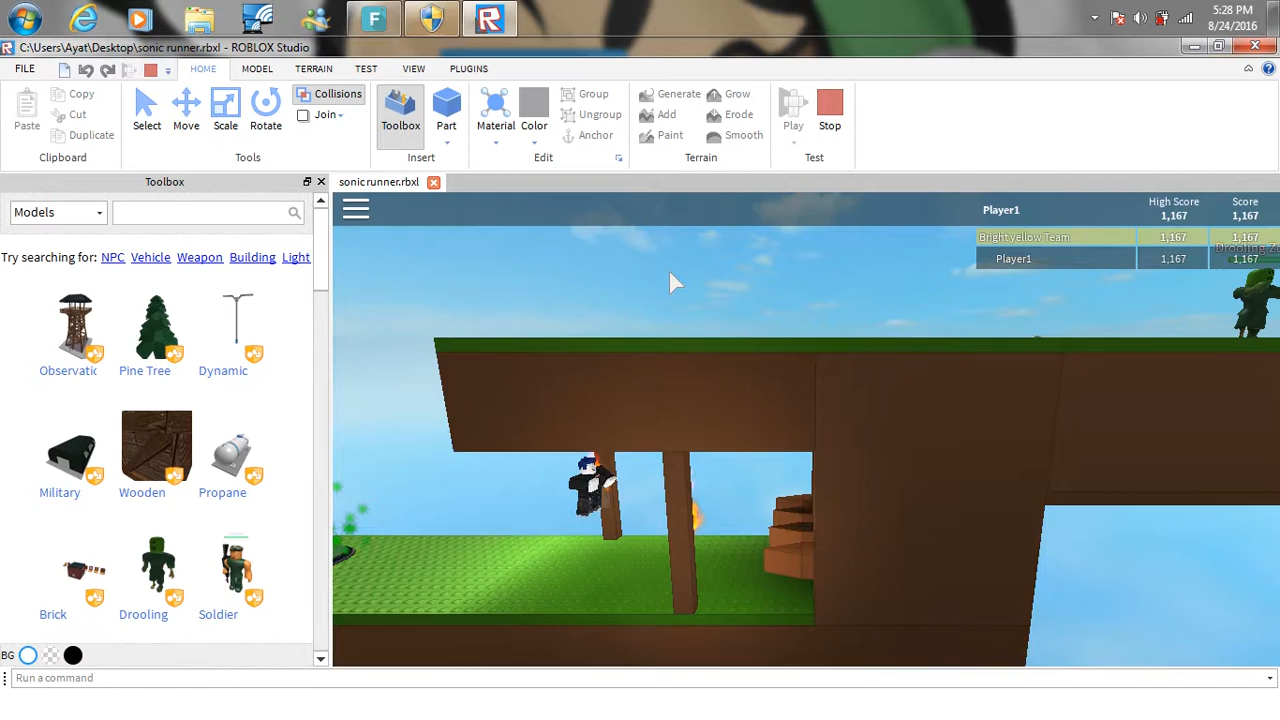 5:28 PM
8/24/2016
C:\Users\Ayat\Desktop\sonic runner.rbxl - ROBLOX Studio
FILE HOME MODEL TERRAIN TEST VIEW PLUGINS
Paste Copy Cut Duplicate
Clipboard
Select Move Scale Rotate Collisions Join
Tools
Toolbox Part
Insert
Material Color Group Ungroup Anchor
Edit
Generate Grow
Add Erode
Paint Smooth
Terrain
Play Stop
Test
Toolbox
sonic runner.rbxl
Models
Try searching for: NPC Vehicle Weapon Building Light
Observatic Pine Tree Dynamic
Military Wooden Propane
Brick Drooling Soldier
BG
Player1 High Score 1,167 Score 1,167
Bright yellow Team 1,167 1,167
Player1 1,167 1,167
Drooling Zo
Run a command